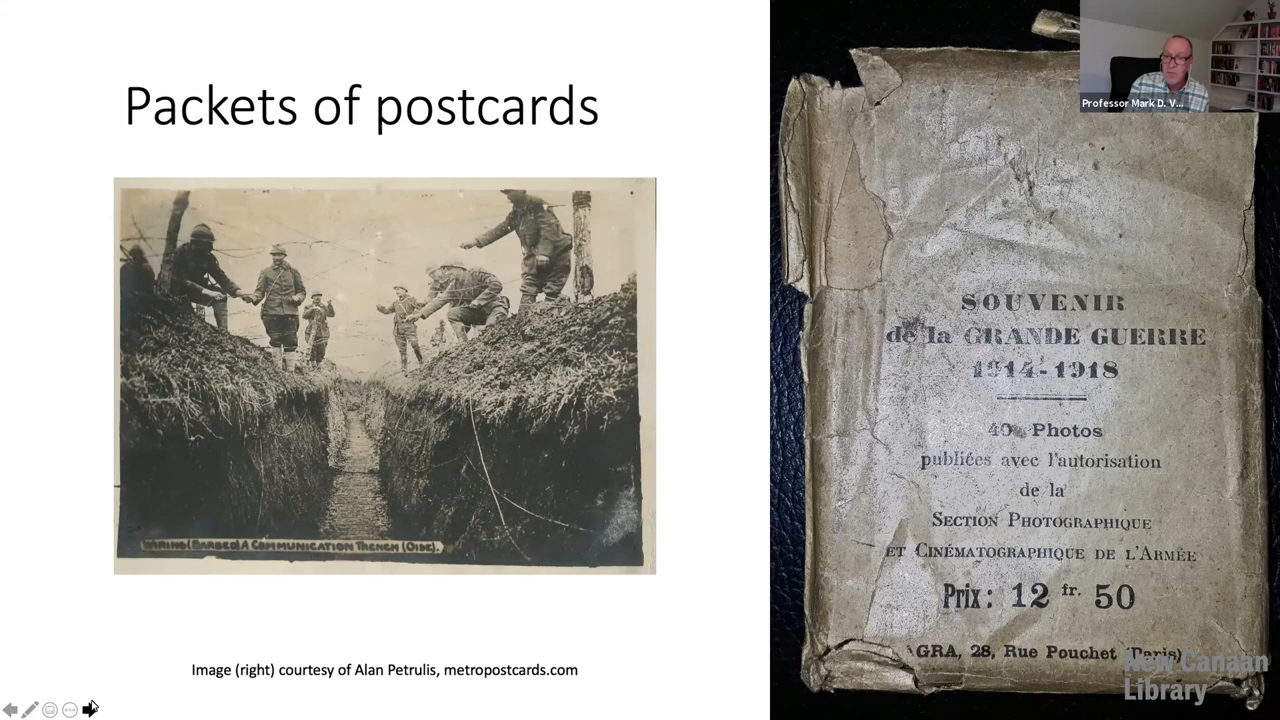 Packets of postcards
WIRING (BARBED) A COMMUNICATION TRENCH (OISE).
Image (right) courtesy of Alan Petrulis, metropostcards.com
SOUVENIR
de la GRANDE GUERRE
1914-1918
40 Photos
publiées avec l'autorisation
de la
SECTION PHOTOGRAPHIQUE
ET CINÉMATOGRAPHIQUE DE L'ARMÉE
Prix: 12 fr. 50
AGRA, 28, Rue Pouchet (Paris)
Professor Mark D. V...
New Canaan
Library